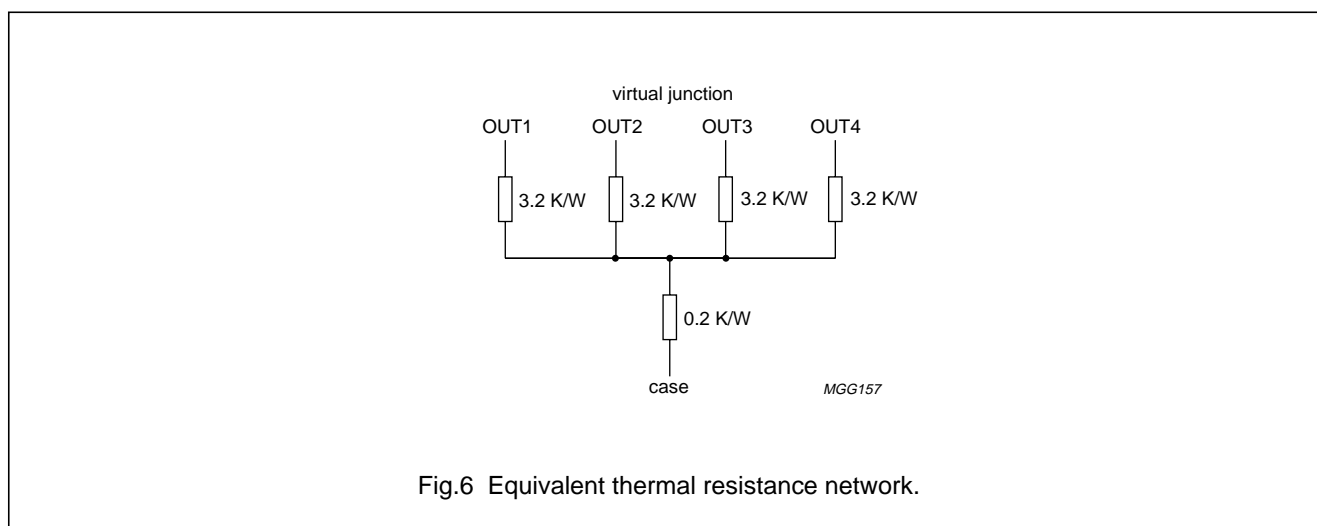 virtual junction
OUT1 OUT2 OUT3 OUT4
3.2 K/W 3.2 K/W 3.2 K/W 3.2 K/W
0.2 K/W
case MGG157
Fig.6 Equivalent thermal resistance network.